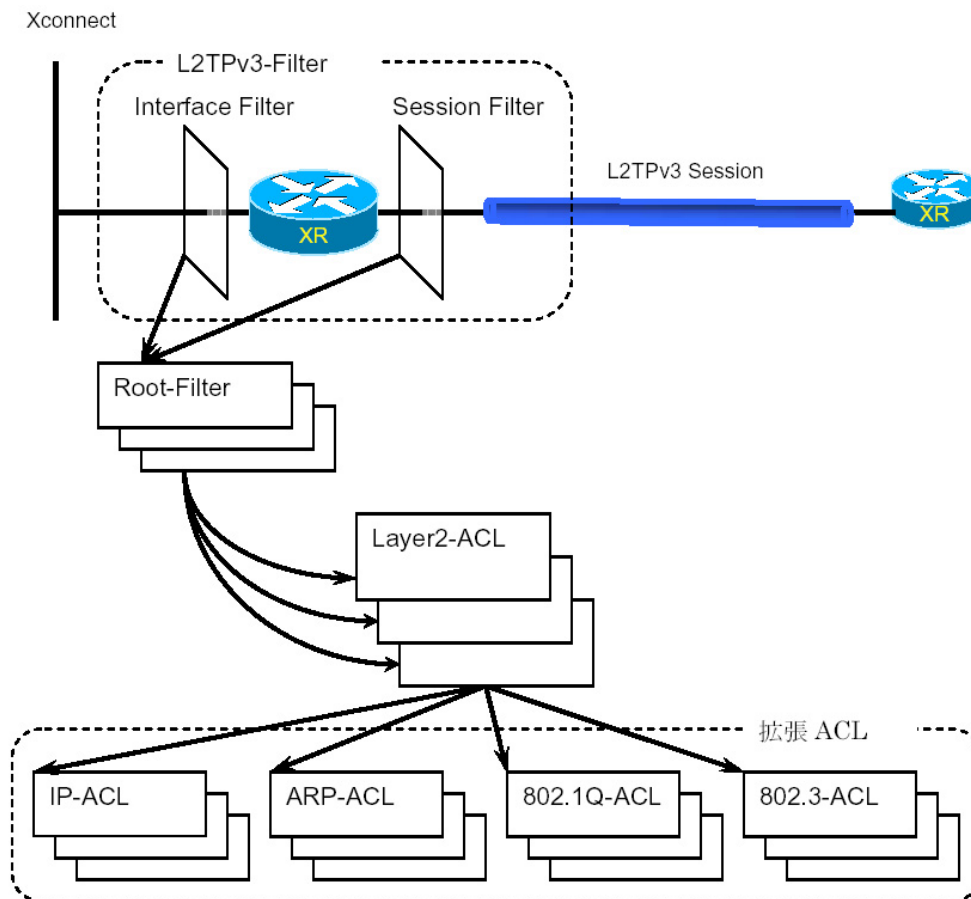 Xconnect
L2TPv3-Filter
Interface Filter
Session Filter
L2TPv3 Session
XR
XR
Root-Filter
Layer2-ACL
拡張 ACL
IP-ACL
ARP-ACL
802.1Q-ACL
802.3-ACL